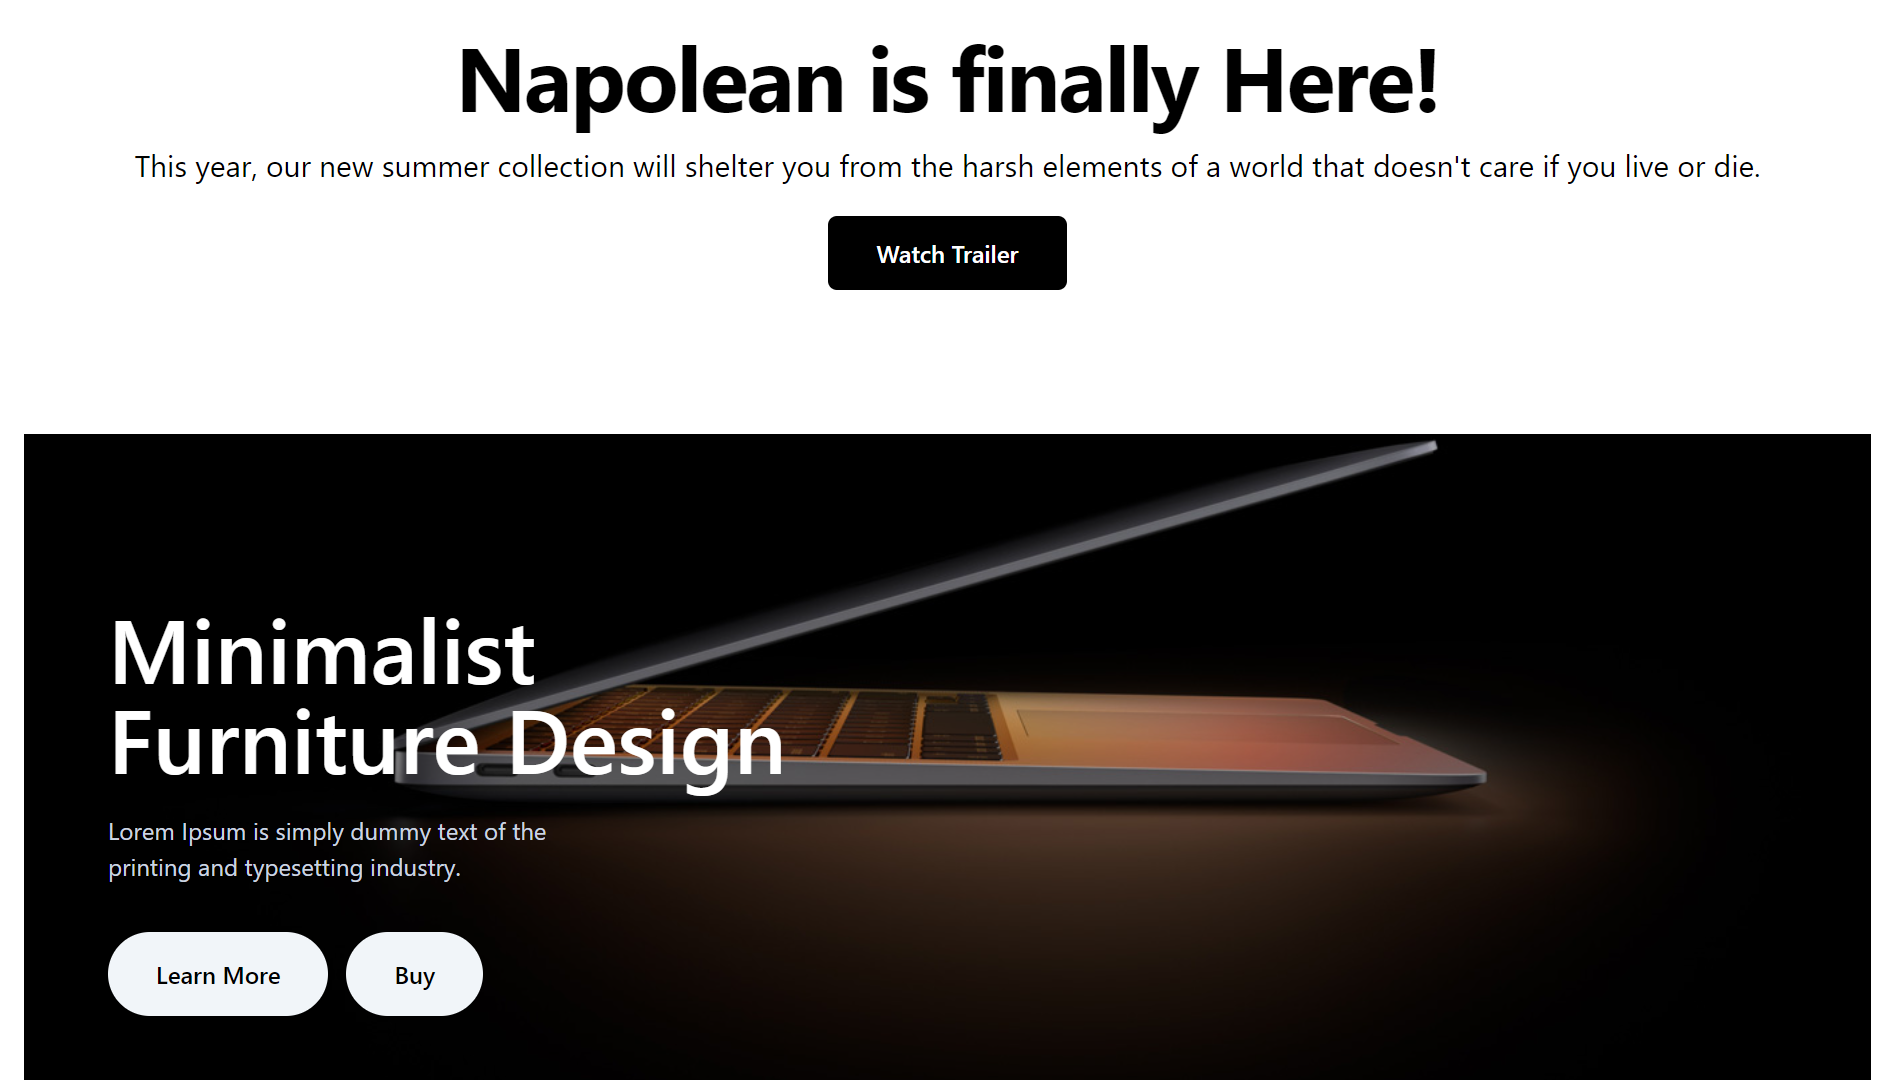 Napolean is finally Here!
This year, our new summer collection will shelter you from the harsh elements of a world that doesn't care if you live or die.
Watch Trailer
Minimalist
Furniture Design
Lorem Ipsum is simply dummy text of the
printing and typesetting industry.
Learn More
Buy